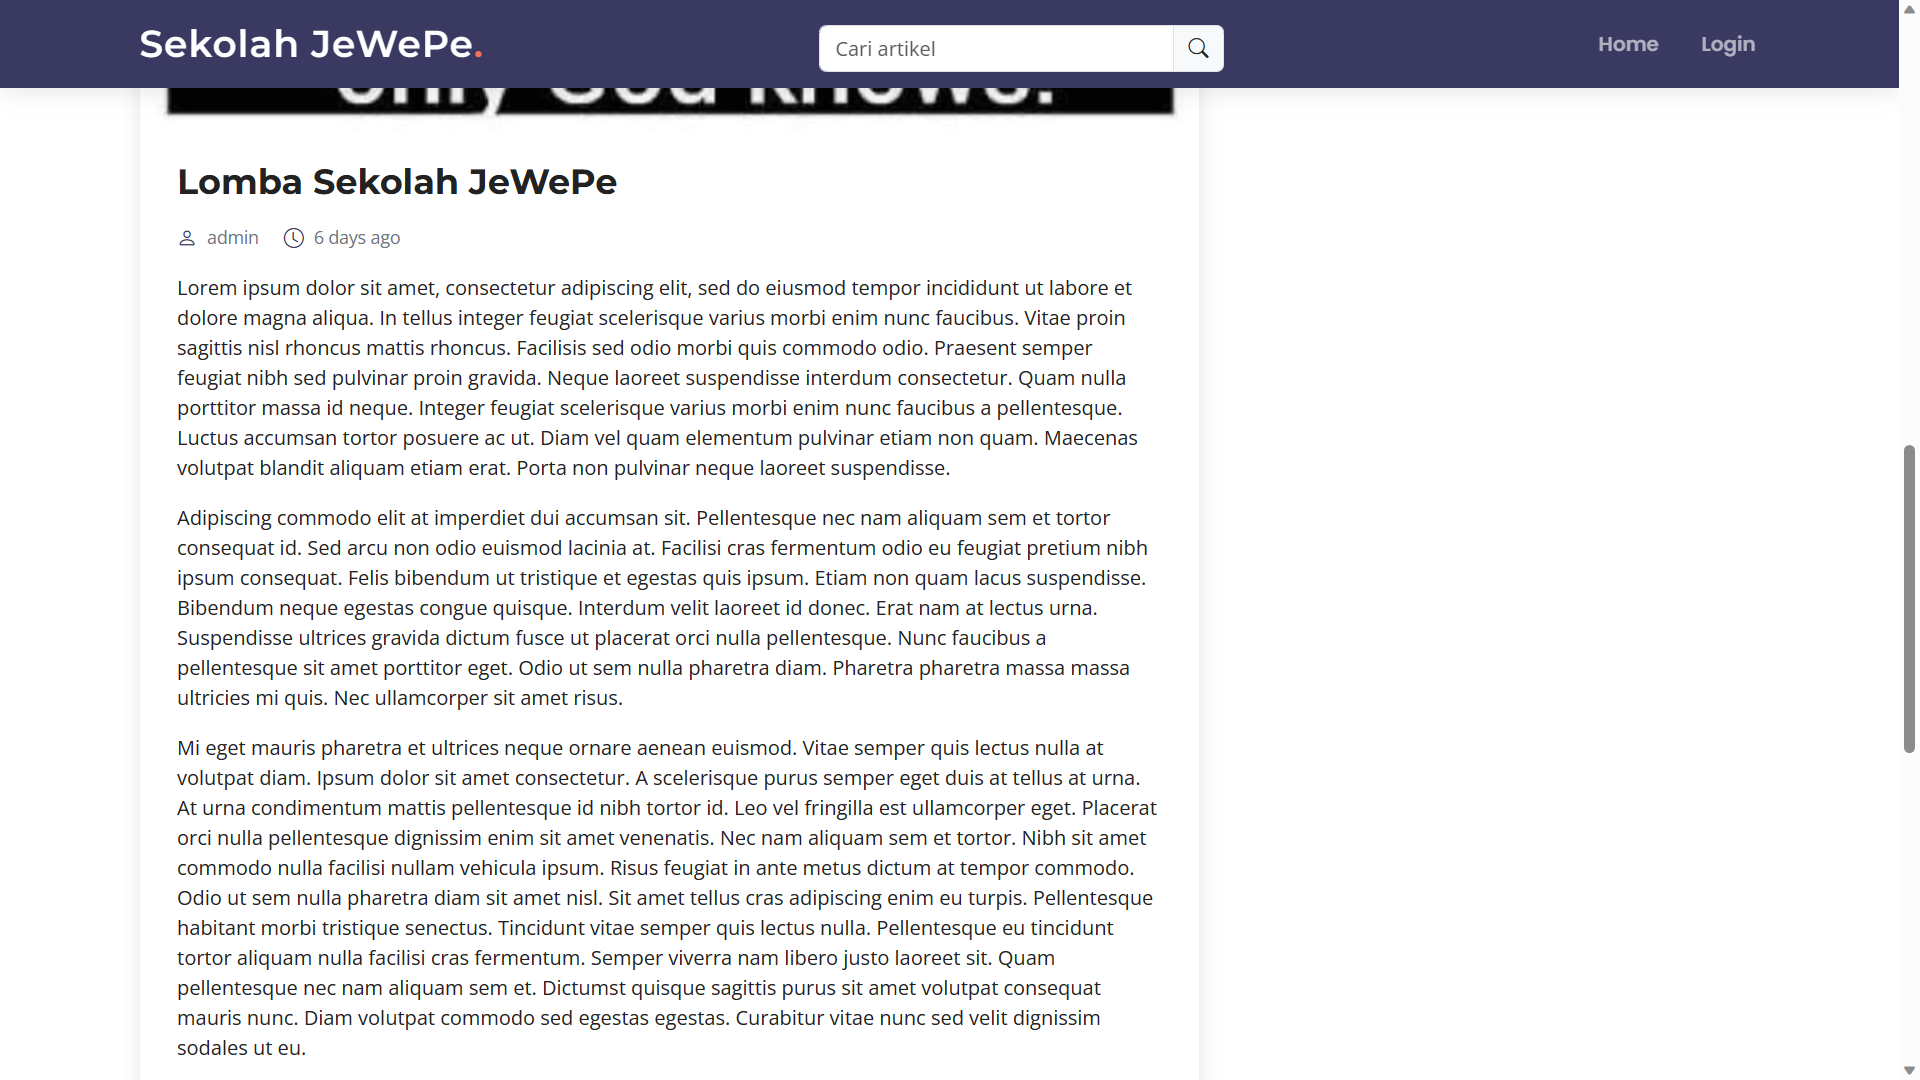 Sekolah JeWePe.
Cari artikel
Home
Login
only God knows.
Lomba Sekolah JeWePe
admin
6 days ago
Lorem ipsum dolor sit amet, consectetur adipiscing elit, sed do eiusmod tempor incididunt ut labore et
dolore magna aliqua. In tellus integer feugiat scelerisque varius morbi enim nunc faucibus. Vitae proin
sagittis nisl rhoncus mattis rhoncus. Facilisis sed odio morbi quis commodo odio. Praesent semper
feugiat nibh sed pulvinar proin gravida. Neque laoreet suspendisse interdum consectetur. Quam nulla
porttitor massa id neque. Integer feugiat scelerisque varius morbi enim nunc faucibus a pellentesque.
Luctus accumsan tortor posuere ac ut. Diam vel quam elementum pulvinar etiam non quam. Maecenas
volutpat blandit aliquam etiam erat. Porta non pulvinar neque laoreet suspendisse.
Adipiscing commodo elit at imperdiet dui accumsan sit. Pellentesque nec nam aliquam sem et tortor
consequat id. Sed arcu non odio euismod lacinia at. Facilisi cras fermentum odio eu feugiat pretium nibh
ipsum consequat. Felis bibendum ut tristique et egestas quis ipsum. Etiam non quam lacus suspendisse.
Bibendum neque egestas congue quisque. Interdum velit laoreet id donec. Erat nam at lectus urna.
Suspendisse ultrices gravida dictum fusce ut placerat orci nulla pellentesque. Nunc faucibus a
pellentesque sit amet porttitor eget. Odio ut sem nulla pharetra diam. Pharetra pharetra massa massa
ultricies mi quis. Nec ullamcorper sit amet risus.
Mi eget mauris pharetra et ultrices neque ornare aenean euismod. Vitae semper quis lectus nulla at
volutpat diam. Ipsum dolor sit amet consectetur. A scelerisque purus semper eget duis at tellus at urna.
At urna condimentum mattis pellentesque id nibh tortor id. Leo vel fringilla est ullamcorper eget. Placerat
orci nulla pellentesque dignissim enim sit amet venenatis. Nec nam aliquam sem et tortor. Nibh sit amet
commodo nulla facilisi nullam vehicula ipsum. Risus feugiat in ante metus dictum at tempor commodo.
Odio ut sem nulla pharetra diam sit amet nisl. Sit amet tellus cras adipiscing enim eu turpis. Pellentesque
habitant morbi tristique senectus. Tincidunt vitae semper quis lectus nulla. Pellentesque eu tincidunt
tortor aliquam nulla facilisi cras fermentum. Semper viverra nam libero justo laoreet sit. Quam
pellentesque nec nam aliquam sem et. Dictumst quisque sagittis purus sit amet volutpat consequat
mauris nunc. Diam volutpat commodo sed egestas egestas. Curabitur vitae nunc sed velit dignissim
sodales ut eu.